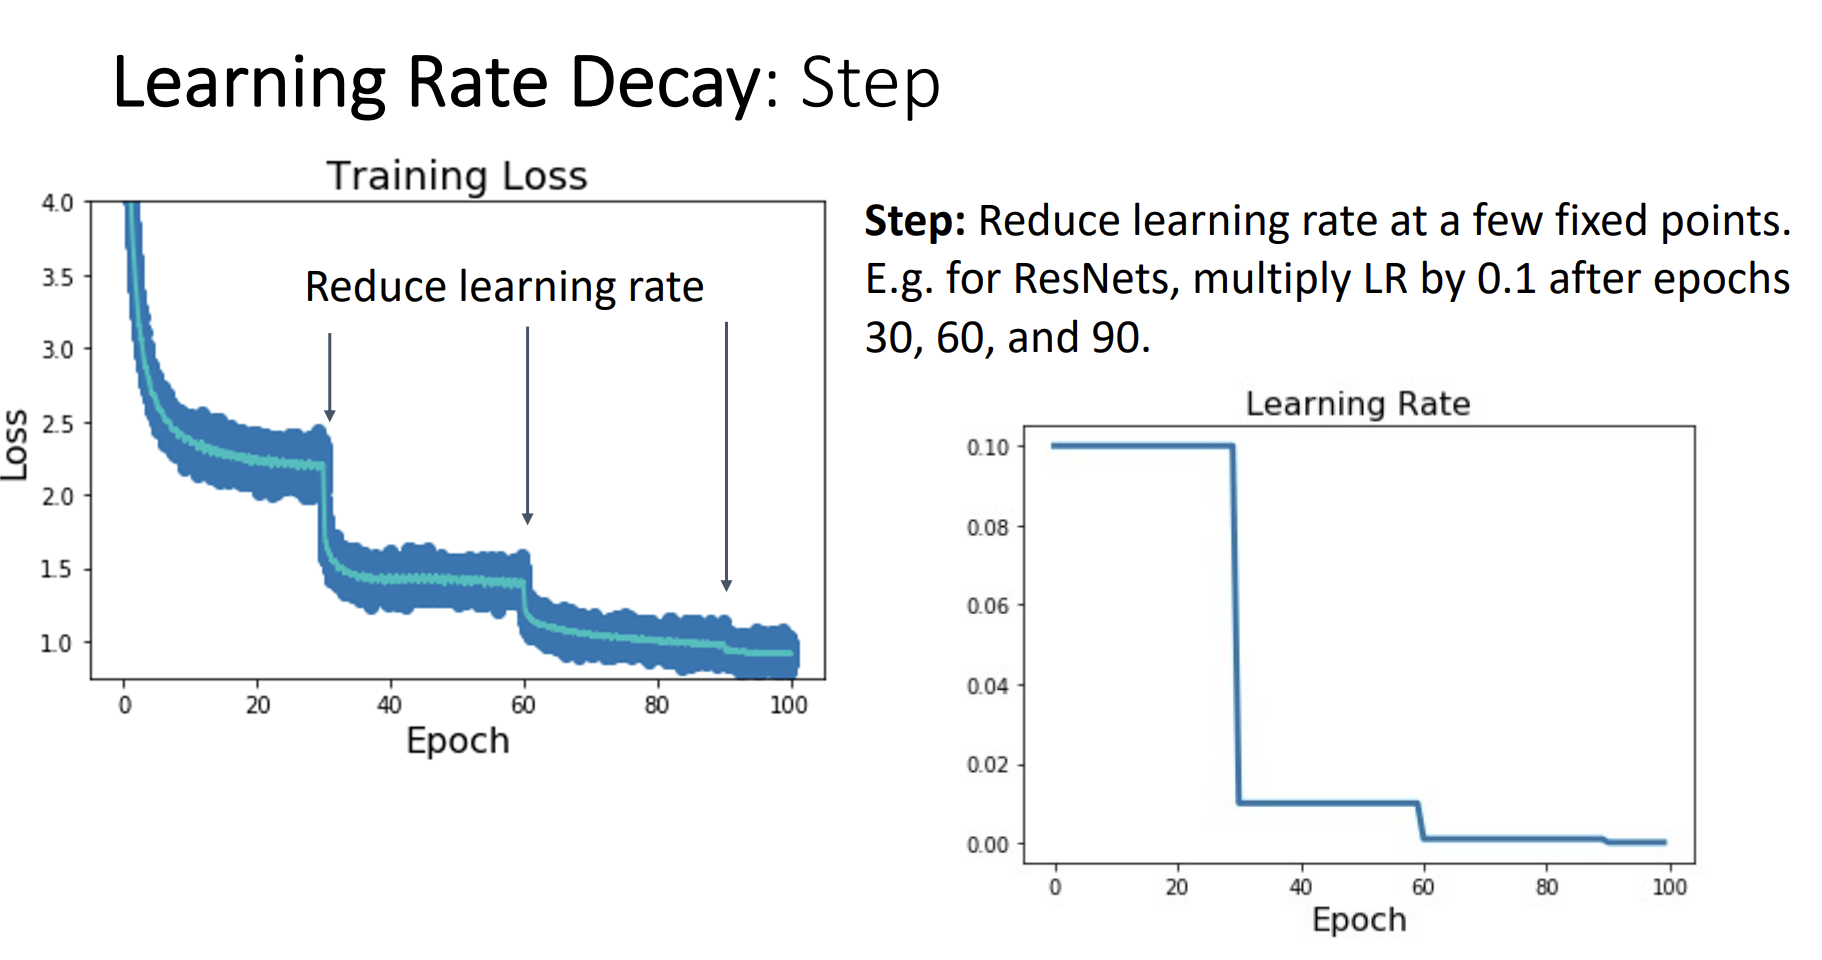 Learning Rate Decay: Step
Training Loss
4.0
3.5
3.0
2.5
2.0
1.5
1.0
Loss
Reduce learning rate
0 20 40 60 80 100
Epoch
Step: Reduce learning rate at a few fixed points.
E.g. for ResNets, multiply LR by 0.1 after epochs
30, 60, and 90.
Learning Rate
0.10
0.08
0.06
0.04
0.02
0.00
0 20 40 60 80 100
Epoch